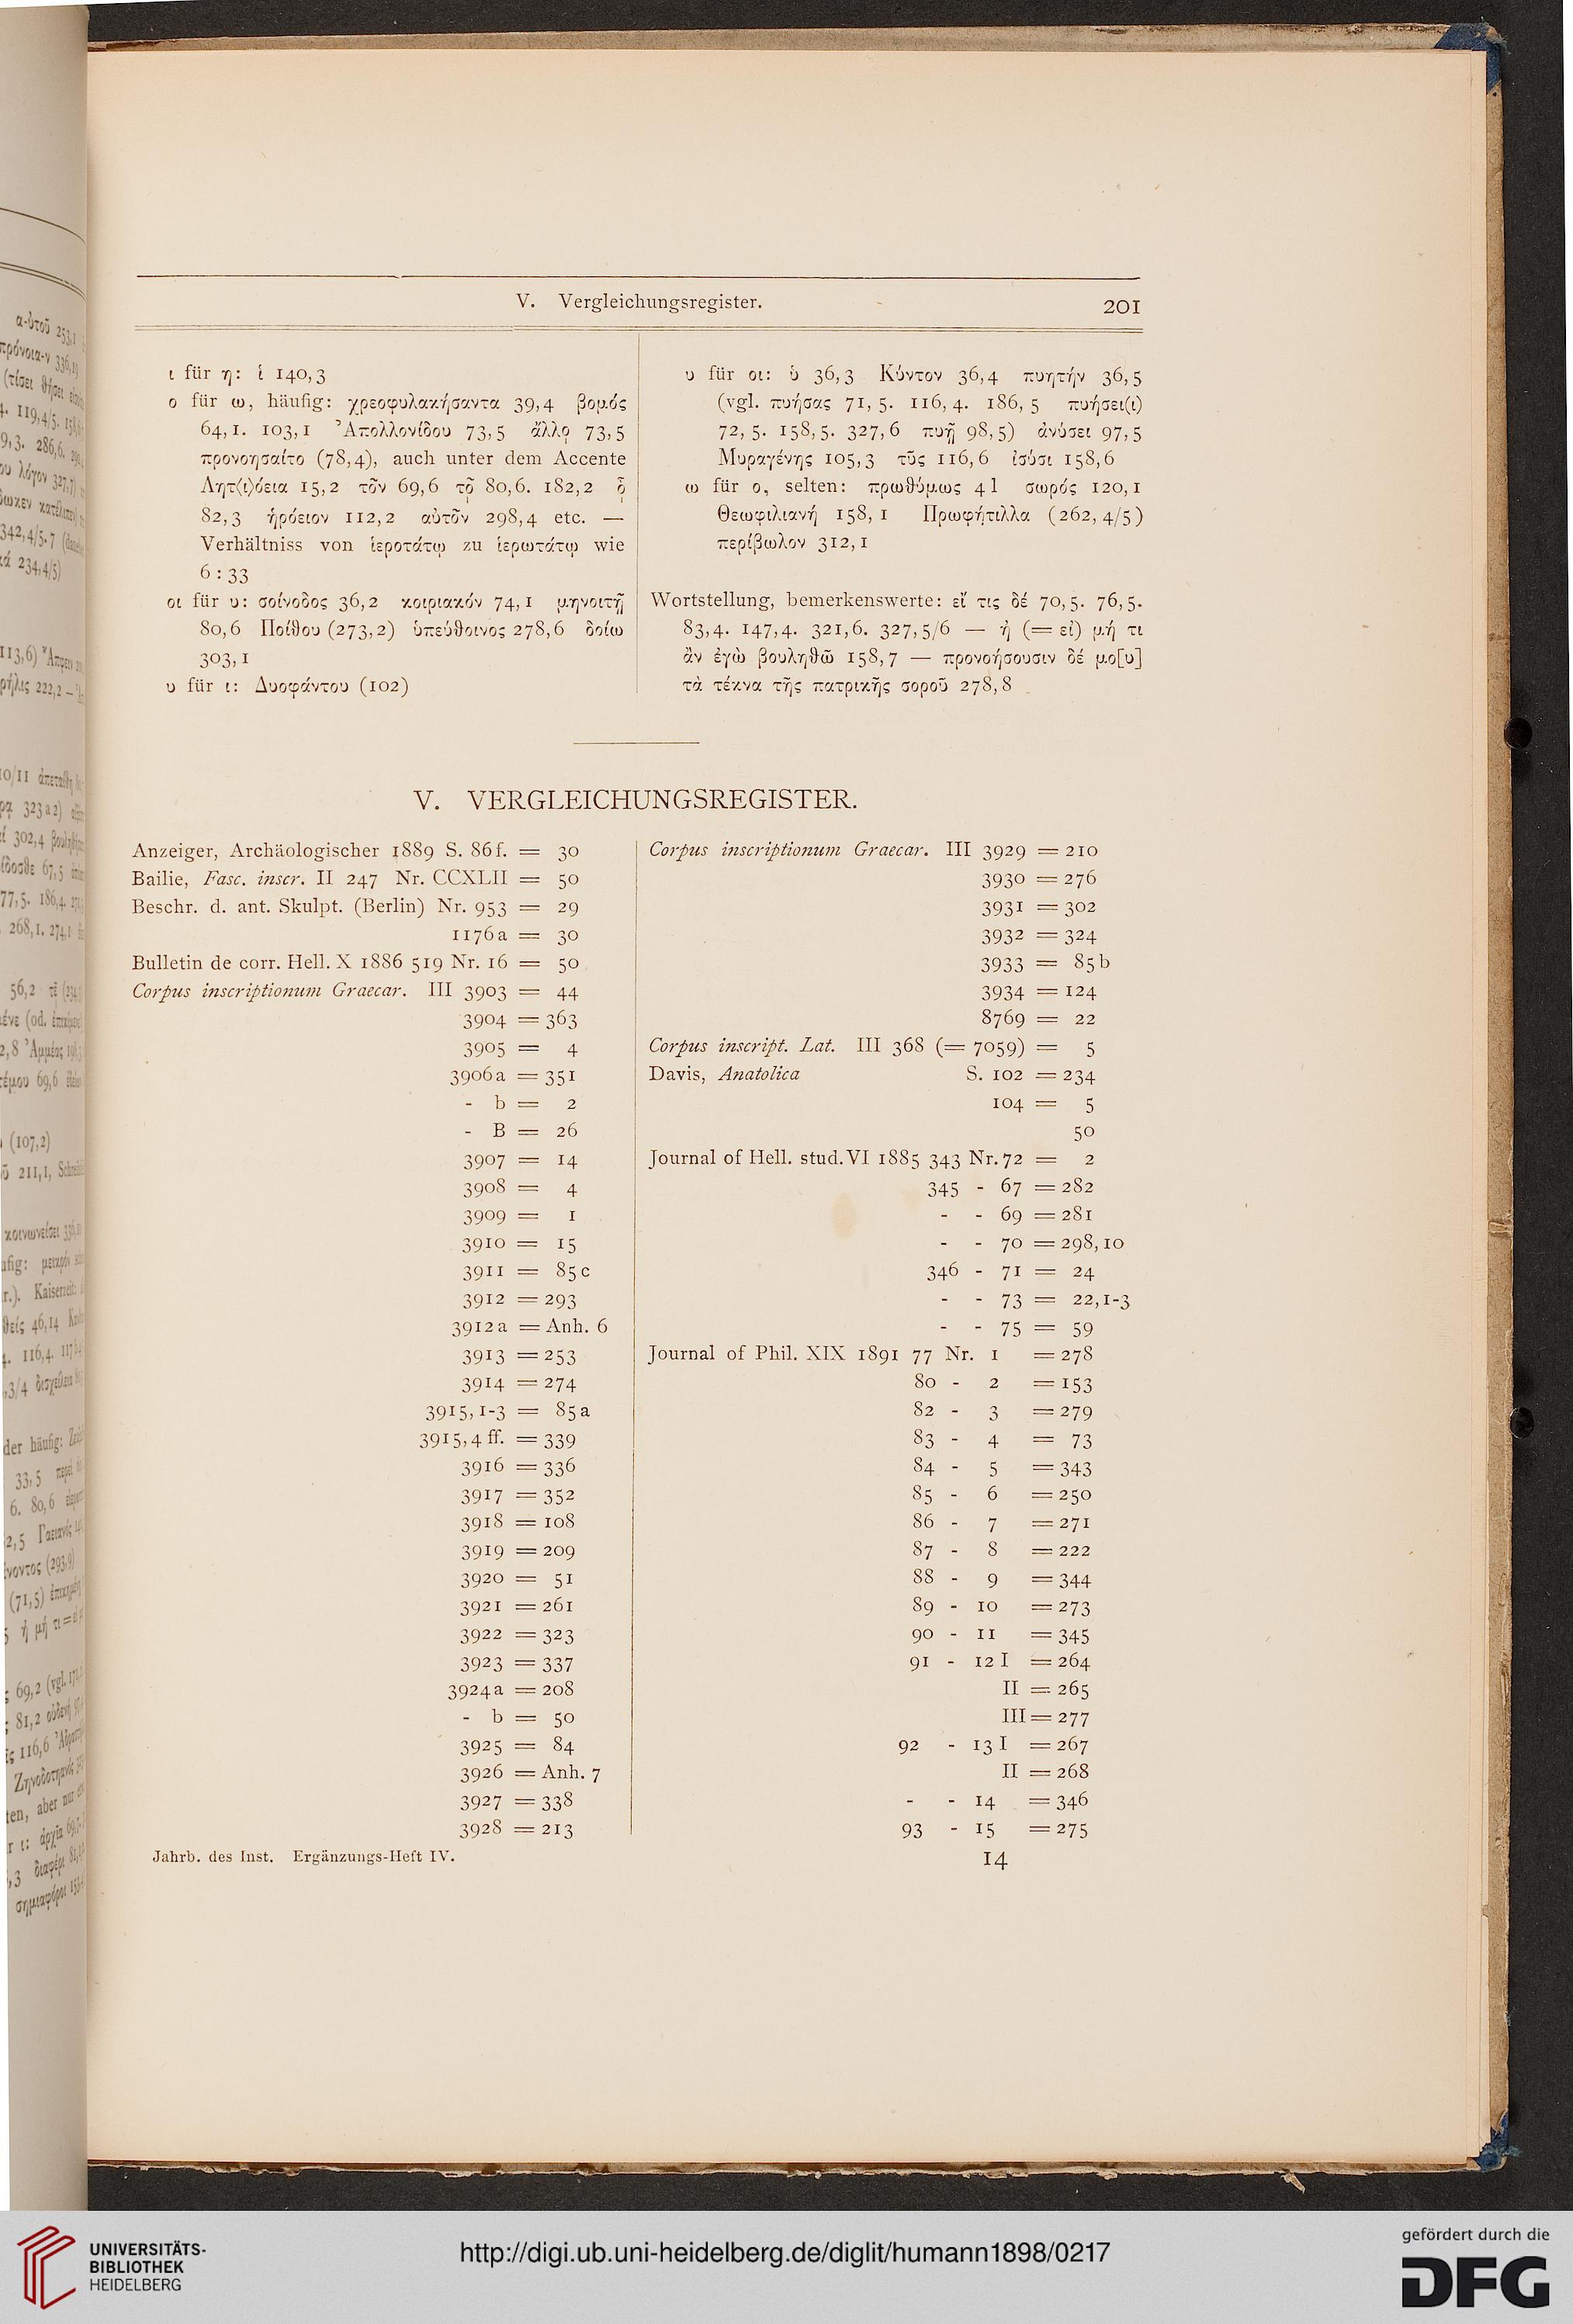 V. Vergleichungsregister. 201
ι für η: ἱ 140,3
ο für ω, häufig: χρεοφυλακήσαντα 39,4 βομός
64,1. 103,1 Ἀπολλονίδου 73,5 ἄλλο̣ 73,5
προνοησαίτο (78,4), auch unter dem Accente
Λητ⟨ι⟩όεια 15,2 τõν 69,6 τọ̃ 80,6. 182,2 ὅ̣
82,3 ἡρόειον 112,2 αὐτõν 298,4 etc. —
Verhältniss von ἱεροτάτῳ zu ἱερωτάτῳ wie
6 : 33
οι für υ: σοίνοδος 36,2 κοιριακόν 74,1 μηνοιτῇ
80,6 Ποίθου (273,2) ὑπεύθοινος 278,6 δοίω
303,1
υ für ι: Δυοφάντου (102)
υ für οι: ὑ 36,3 Κύντον 36,4 πυητήν 36,5
(vgl. πυήσας 71, 5. 116, 4. 186, 5 πυήσει(ι)
72, 5. 158,5. 327,6 πυῇ 98,5) ἀνύσει 97,5
Μυραγένης 105,3 τῦς 116,6 ἰσύσι 158,6
ω für ο, selten: πρωθύμως 41 σωρός 120,1
Θεωφιλιανή 158, 1 Πρωφήτιλλα (262, 4/5)
περίβωλον 312,1
Wortstellung, bemerkenswerte: εἴ τις δέ 70,5. 76,5.
83,4. 147,4. 321,6. 327,5/6 — ἠ (= εἰ) μή τι
ἂν ἐγὼ βουληθῶ 158,7 — προνοήσουσιν δέ μο[υ]
τὰ τέκνα τῆς πατρικῆς σοροῦ 278,8
V. VERGLEICHUNGSREGISTER.
Anzeiger, Archäologischer 1889 S. 86 f. = 30
Bailie, Fasc. inscr. II 247 Nr. CCXLII = 50
Beschr. d. ant. Skulpt. (Berlin) Nr. 953 = 29
1176 a = 30
Bulletin de corr. Hell. X 1886 519 Nr. 16 = 50
Corpus inscriptionum Graecar. III 3903 = 44
3904 = 363
3905 = 4
3906 a = 351
- b = 2
- B = 26
3907 = 14
3908 = 4
3909 = 1
3910 = 15
3911 = 85 c
3912 = 293
3912 a = Anh. 6
3913 = 253
3914 = 274
3915, 1-3 = 85 a
3915, 4 ff. = 339
3916 = 336
3917 = 352
3918 = 108
3919 = 209
3920 = 51
3921 = 261
3922 = 323
3923 = 337
3924 a = 208
- b = 50
3925 = 84
3926 = Anh. 7
3927 = 338
3928 = 213
Corpus inscriptionum Graecar. III 3929 = 210
3930 = 276
3931 = 302
3932 = 324
3933 = 85 b
3934 = 124
8769 = 22
Corpus inscript. Lat. III 368 (= 7059) = 5
Davis, Anatolica S. 102 = 234
104 = 5
50
Journal of Hell. stud. VI 1885 343 Nr. 72 = 2
345 - 67 = 282
- - 69 = 281
- - 70 = 298, 10
346 - 71 = 24
- - 73 = 22,1-3
- - 75 = 59
Journal of Phil. XIX 1891 77 Nr. 1 = 278
80 - 2 = 153
82 - 3 = 279
83 - 4 = 73
84 - 5 = 343
85 - 6 = 250
86 - 7 = 271
87 - 8 = 222
88 - 9 = 344
89 - 10 = 273
90 - 11 = 345
91 - 12 I = 264
II = 265
III = 277
92 - 13 I = 267
II = 268
- - 14 = 346
93 - 15 = 275
Jahrb. des Inst. Ergänzungs-Heft IV. 14
UNIVERSITÄTS-
BIBLIOTHEK
HEIDELBERG
http://digi.ub.uni-heidelberg.de/diglit/humann1898/0217
gefördert durch die
DFG